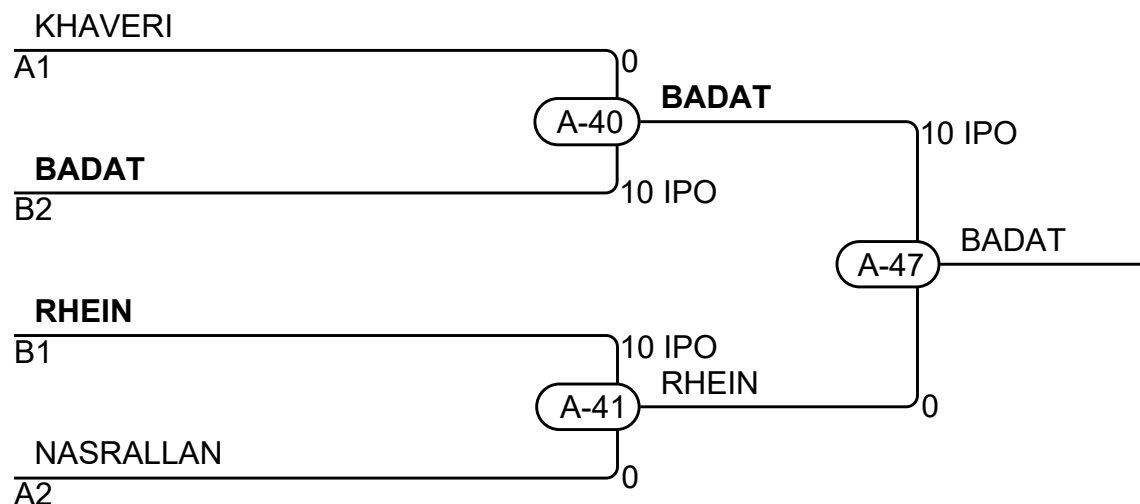 KHAVERI
A1
0
A-40
BADAT
10 IPO
BADAT
B2
10 IPO
A-47
BADAT
RHEIN
B1
10 IPO
RHEIN
A-41
0
NASRALLAN
A2
0